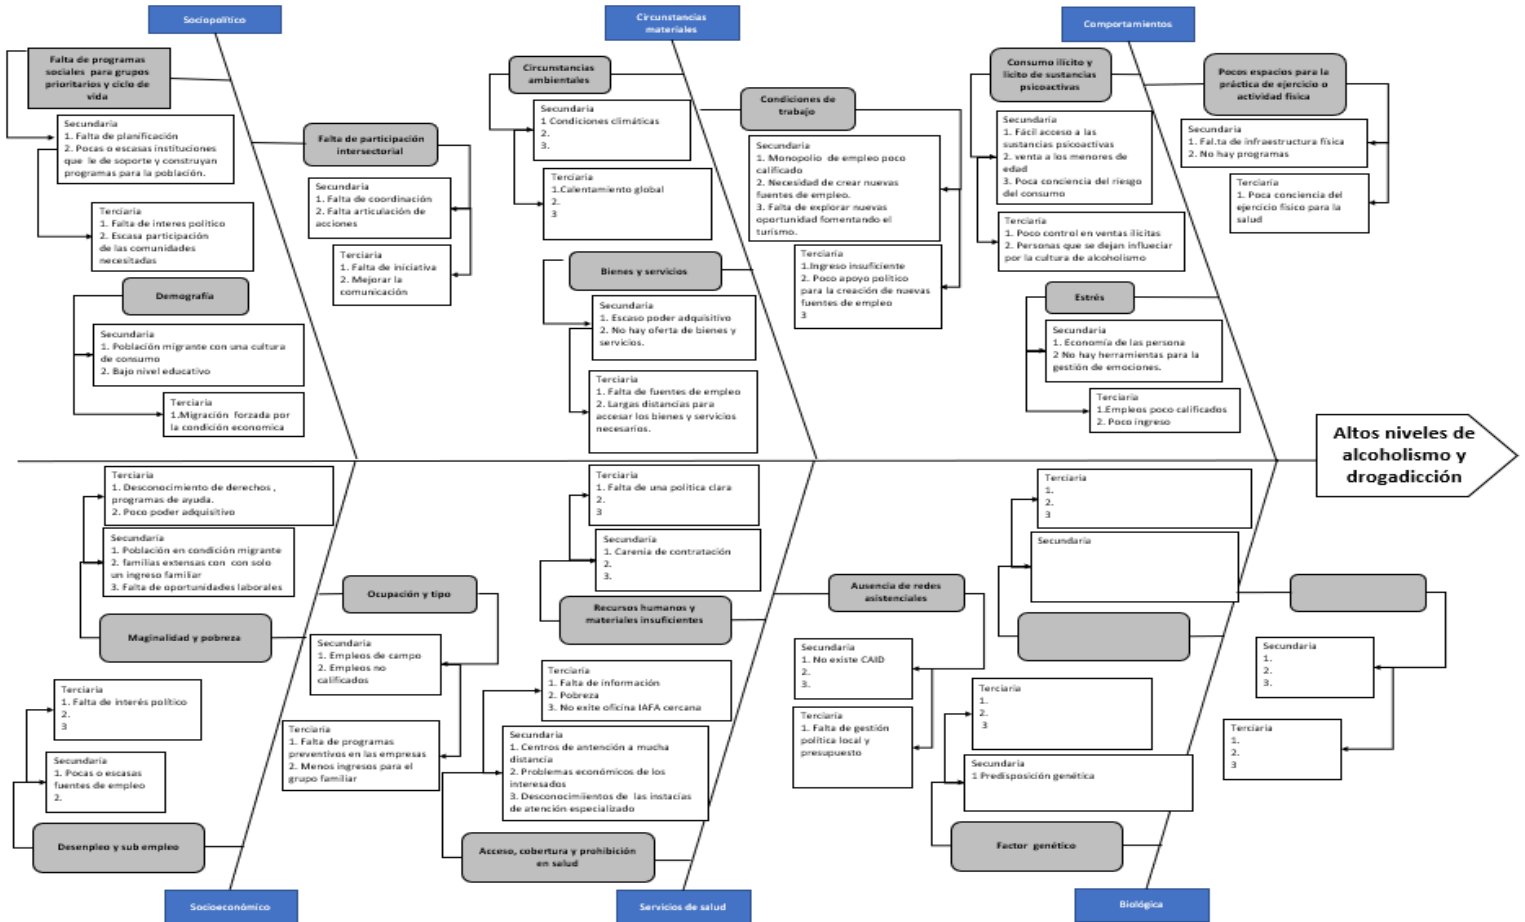 Sociopolítico
Falta de programas
sociales para grupos
prioritarios y ciclo de
vida
Secundaria
1. Falta de planificación
2. Pocas o escasas instituciones
que le de soporte y construyan
programas para la población.
Terciaria
1. Falta de interes político
2. Escasa participación
de las comunidades
necesitadas
Falta de participación
intersectorial
Secundaria
1. Falta de coordinación
2. Falta articulación de
acciones
Terciaria
1. Falta de iniciativa
2. Mejorar la
comunicación
Demografía
Secundaria
1. Población migrante con una cultura
de consumo
2. Bajo nivel educativo
Terciaria
1.Migración forzada por
la condición economica
Circunstancias
materiales
Circunstancias
ambientales
Secundaria
1 Condiciones climáticas
2.
3.
Terciaria
1.Calentamiento global
2.
3
Condiciones de
trabajo
Secundaria
1. Monopolio de empleo poco
calificado
2. Necesidad de crear nuevas
fuentes de empleo.
3. Falta de explorar nuevas
oportunidad fomentando el
turismo.
Terciaria
1.Ingreso insuficiente
2. Poco apoyo político
para la creación de nuevas
fuentes de empleo
3
Bienes y servicios
Secundaria
1. Escaso poder adquisitivo
2. No hay oferta de bienes y
servicios.
Terciaria
1. Falta de fuentes de empleo
2. Largas distancias para
accesar los bienes y servicios
necesarios.
Comportamientos
Consumo ilícito y
licito de sustancias
psicoactivas
Secundaria
1. Fácil acceso a las
sustancias psicoactivas
2. venta a los menores de
edad
3. Poca conciencia del riesgo
del consumo
Terciaria
1. Poco control en ventas ilícitas
2. Personas que se dejan influeciar
por la cultura de alcoholismo
Pocos espacios para la
práctica de ejercicio o
actividad física
Secundaria
1. Fal.ta de infraestructura física
2. No hay programas
Terciaria
1. Poca conciencia del
ejercicio físico para la
salud
Estrés
Secundaria
1. Economía de las persona
2 No hay herramientas para la
gestión de emociones.
Terciaria
1.Empleos poco calificados
2. Poco ingreso
Altos niveles de
alcoholismo y
drogadicción
Terciaria
1. Desconocimiento de derechos ,
programas de ayuda.
2. Poco poder adquisitivo
Secundaria
1. Población en condición migrante
2. familias extensas con con solo
un ingreso familiar
3. Falta de oportunidades laborales
Maginalidad y pobreza
Ocupación y tipo
Secundaria
1. Empleos de campo
2. Empleos no
calificados
Terciaria
1. Falta de programas
preventivos en las empresas
2. Menos ingresos para el
grupo familiar
Terciaria
1. Falta de interés político
2.
3
Secundaria
1. Pocas o escasas
fuentes de empleo
2.
Desenpleo y sub empleo
Socioeconómico
Terciaria
1. Falta de una política clara
2.
3
Secundaria
1. Carenia de contratación
2.
3.
Recursos humanos y
materiales insuficientes
Ausencia de redes
asistenciales
Secundaria
1. No existe CAID
2.
3.
Terciaria
1. Falta de gestión
política local y
presupuesto
Terciaria
1. Falta de información
2. Pobreza
3. No exite oficina IAFA cercana
Secundaria
1. Centros de antención a mucha
distancia
2. Problemas económicos de los
interesados
3. Desconocimiientos de las instacias
de atención especializado
Acceso, cobertura y prohibición
en salud
Servicios de salud
Terciaria
1.
2.
3
Secundaria
Secundaria
1.
2.
3.
Terciaria
1.
2.
3
Terciaria
1.
2.
3
Secundaria
1 Predisposición genética
Factor genético
Biológica